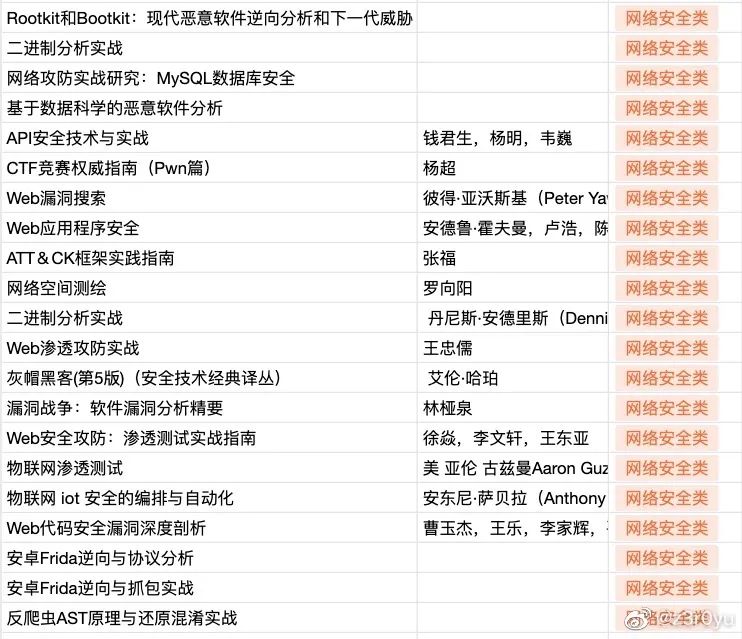 Rootkit和Bootkit：现代恶意软件逆向分析和下一代威胁 网络安全类
二进制分析实战 网络安全类
网络攻防实战研究：MySQL数据库安全 网络安全类
基于数据科学的恶意软件分析 网络安全类
API安全技术与实战 钱君生，杨明，韦巍 网络安全类
CTF竞赛权威指南（Pwn篇） 杨超 网络安全类
Web漏洞搜索 彼得·亚沃斯基（Peter Yaw 网络安全类
Web应用程序安全 安德鲁·霍夫曼，卢浩，陈 网络安全类
ATT＆CK框架实践指南 张福 网络安全类
网络空间测绘 罗向阳 网络安全类
二进制分析实战 丹尼斯·安德里斯（Denni 网络安全类
Web渗透攻防实战 王忠儒 网络安全类
灰帽黑客(第5版)（安全技术经典译丛） 艾伦·哈珀 网络安全类
漏洞战争：软件漏洞分析精要 林桠泉 网络安全类
Web安全攻防：渗透测试实战指南 徐焱，李文轩，王东亚 网络安全类
物联网渗透测试 美 亚伦 古兹曼Aaron Guz 网络安全类
物联网 iot 安全的编排与自动化 安东尼·萨贝拉（Anthony 网络安全类
Web代码安全漏洞深度剖析 曹玉杰，王乐，李家辉， 网络安全类
安卓Frida逆向与协议分析 网络安全类
安卓Frida逆向与抓包实战 网络安全类
反爬虫AST原理与还原混淆实战 网络安全类